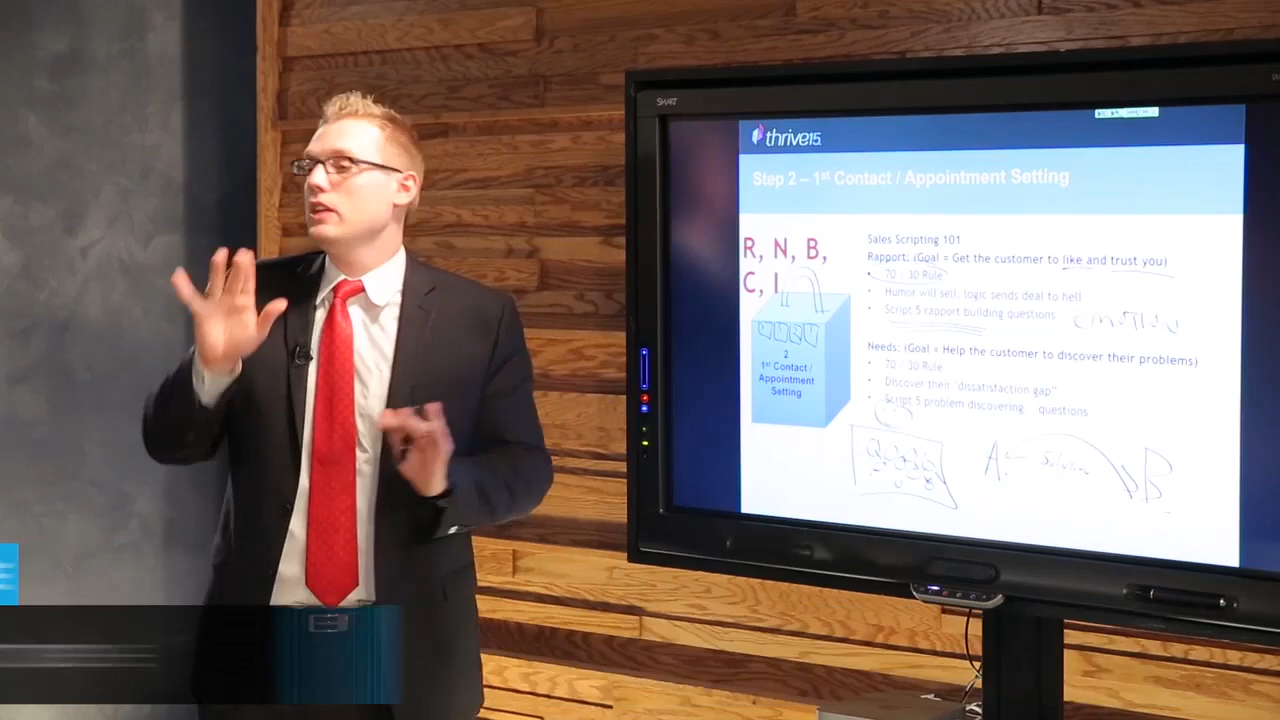 SMART
thrive15
Step 2 – 1st Contact / Appointment Setting
R, N, B,
C, I
2
1st Contact /
Appointment
Setting
Sales Scripting 101
Rapport: (Goal = Get the customer to like and trust you)
• 70 / 30 Rule
• Humor will sell, logic sends deal to hell
• Script 5 rapport building questions
EMOTION
Needs: (Goal = Help the customer to discover their problems)
• 70 / 30 Rule
• Discover their "dissatisfaction gap"
• Script 5 problem discovering questions
A
Solution
B